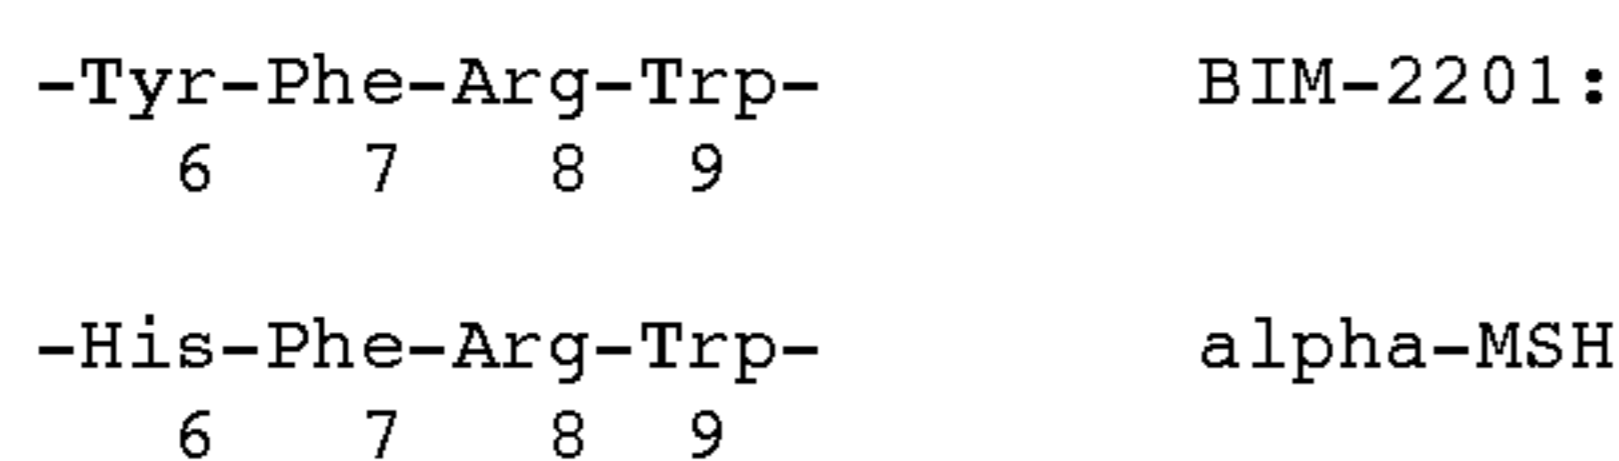 -Tyr-Phe-Arg-Trp- BIM-2201:
6 7 8 9
-His-Phe-Arg-Trp- alpha-MSH
6 7 8 9